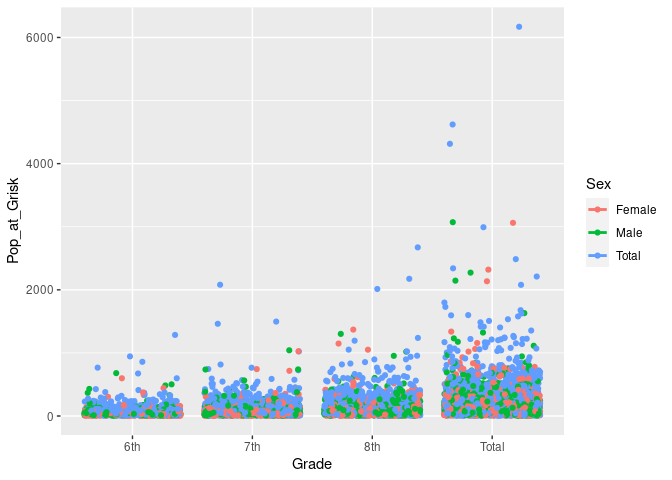 6000
4000
2000
0
Pop_at_Grisk
6th 7th 8th Total
Grade
Sex
Female
Male
Total